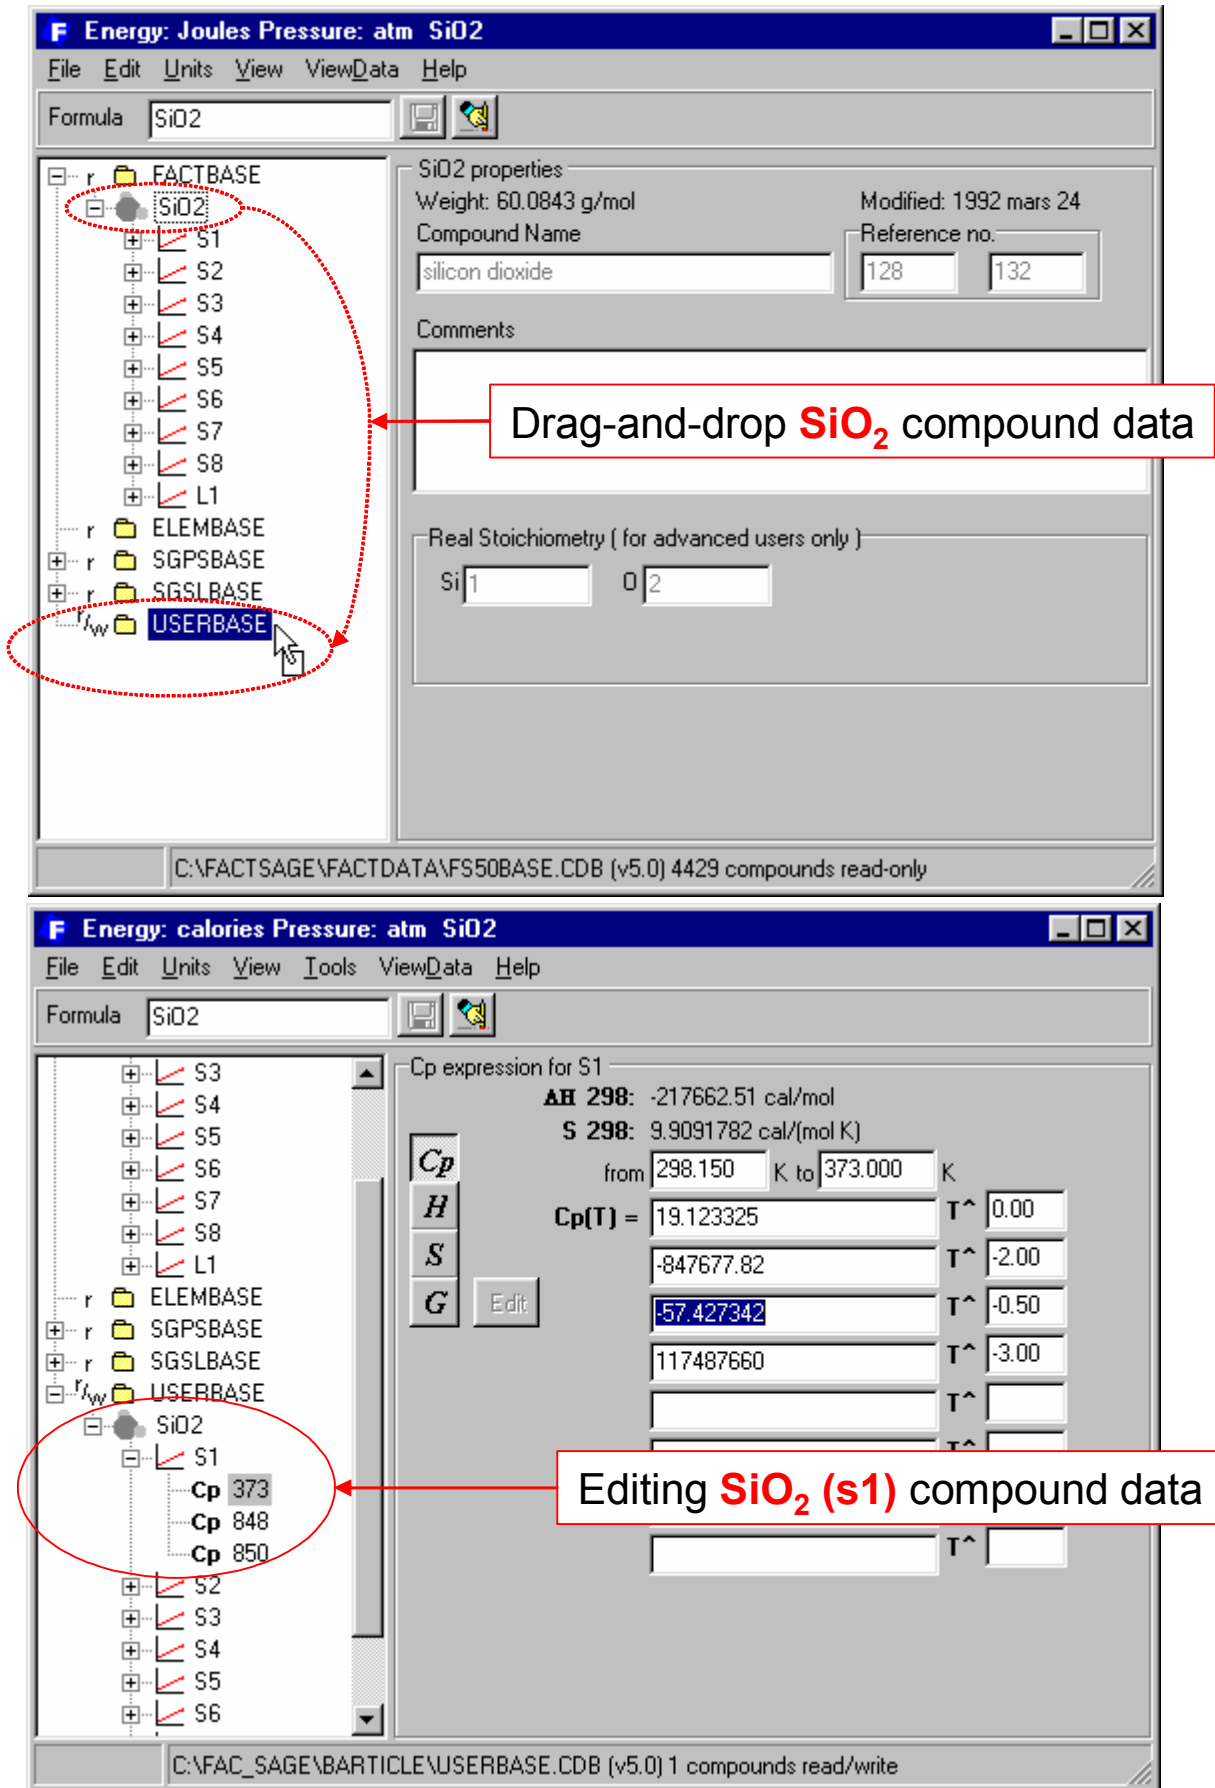 Energy: Joules Pressure: atm SiO2
File Edit Units View ViewData Help
Formula SiO2
r FACTBASE
SiO2
S1
S2
S3
S4
S5
S6
S7
S8
L1
r ELEMBASE
r SGPSBASE
r SGSLBASE
r/w USERBASE
SiO2 properties
Weight: 60.0843 g/mol Modified: 1992 mars 24
Compound Name Reference no.
silicon dioxide 128 132
Comments
Drag-and-drop SiO₂ compound data
Real Stoichiometry ( for advanced users only )
Si 1 O 2
C:\FACTSAGE\FACTDATA\FS50BASE.CDB (v5.0) 4429 compounds read-only
Energy: calories Pressure: atm SiO2
File Edit Units View Tools ViewData Help
Formula SiO2
S3
S4
S5
S6
S7
S8
L1
r ELEMBASE
r SGPSBASE
r SGSLBASE
r/w USERBASE
SiO2
S1
Cp 373
Cp 848
Cp 850
S2
S3
S4
S5
S6
Cp expression for S1
ΔH 298: -217662.51 cal/mol
S 298: 9.9091782 cal/(mol K)
Cp
H
S
G
Edit
from 298.150 K to 373.000 K
Cp(T) = 19.123325 T^ 0.00
-847677.82 T^ -2.00
-57.427342 T^ -0.50
117487660 T^ -3.00
T^
T^
Editing SiO₂ (s1) compound data
T^
C:\FAC_SAGE\BARTICLE\USERBASE.CDB (v5.0) 1 compounds read/write